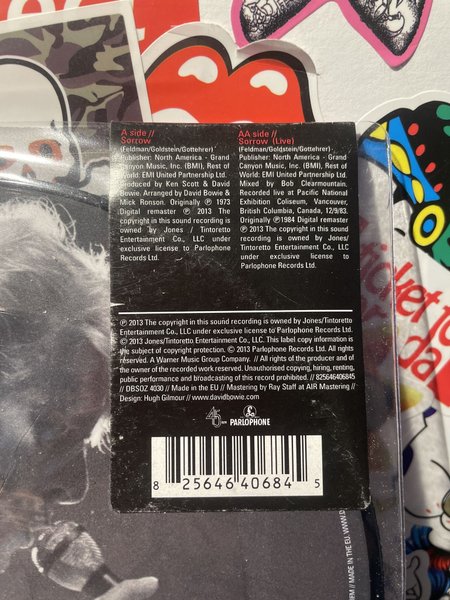 A side //
Sorrow
(Feldman/Goldstein/Gottehrer)
Publisher: North America - Grand
Canyon Music, Inc. (BMI), Rest of
World: EMI United Partnership Ltd.
Produced by Ken Scott & David
Bowie. Arranged by David Bowie &
Mick Ronson. Originally ℗ 1973
Digital remaster ℗ 2013 The
copyright in this sound recording
is owned by Jones / Tintoretto
Entertainment Co., LLC under
exclusive license to Parlophone
Records Ltd.
AA side //
Sorrow (Live)
(Feldman/Goldstein/Gottehrer)
Publisher: North America - Grand
Canyon Music, Inc. (BMI), Rest of
World: EMI United Partnership Ltd.
Mixed by Bob Clearmountain.
Recorded live at Pacific National
Exhibition Coliseum, Vancouver,
British Columbia, Canada, 12/9/83.
Originally ℗1984 Digital remaster
℗ 2013 The copyright in this sound
recording is owned by Jones/
Tintoretto Entertainment Co., LLC
under exclusive license to
Parlophone Records Ltd.
℗ 2013 The copyright in this sound recording is owned by Jones/Tintoretto
Entertainment Co., LLC under exclusive license to Parlophone Records Ltd.
© 2013 Jones/Tintoretto Entertainment Co., LLC. This label copy information is
the subject of copyright protection. © 2013 Parlophone Records Ltd. All rights
reserved. A Warner Music Group Company. // All rights of the producer and of
the owner of the recorded work reserved. Unauthorised copying, hiring, renting,
public performance and broadcasting of this record prohibited. // 825646406845
// DBSOZ 4030 // Made in the EU // Mastering by Ray Staff at AIR Mastering //
Design: Hugh Gilmour // www.davidbowie.com
40
PARLOPHONE
8 25646 40684 5
// MADE IN THE EU. WWW.D